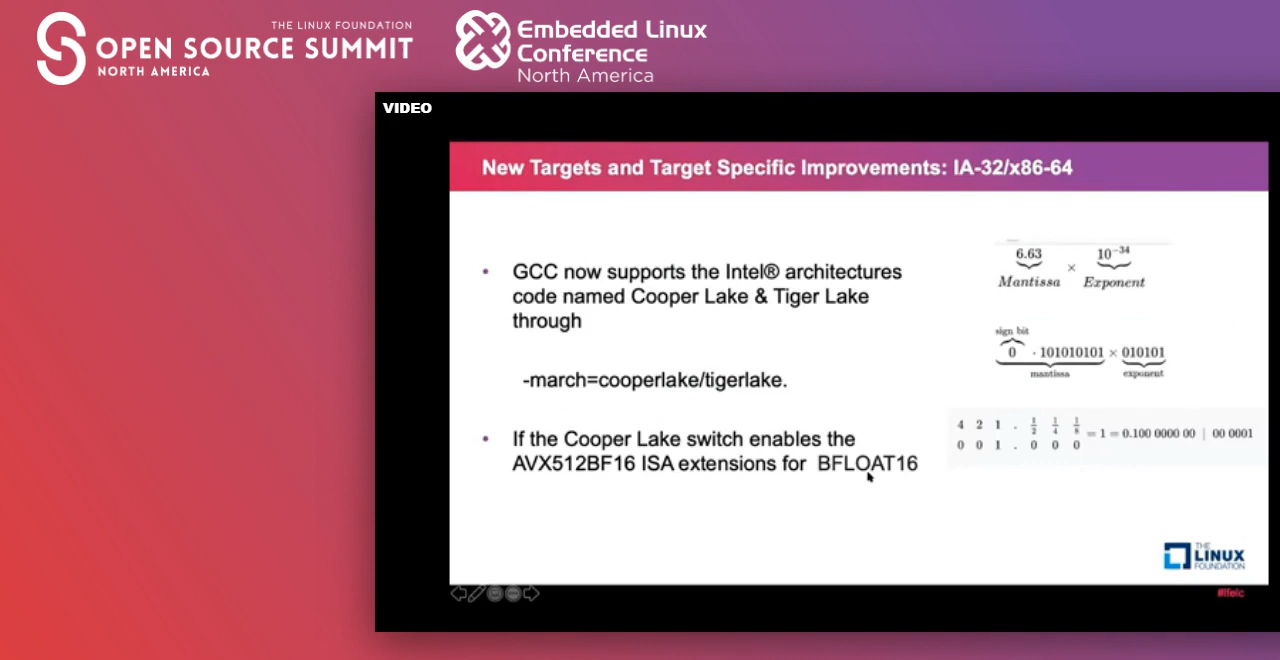 THE LINUX FOUNDATION
OPEN SOURCE SUMMIT
NORTH AMERICA
Embedded Linux
Conference
North America
VIDEO
New Targets and Target Specific Improvements: IA-32/x86-64
• GCC now supports the Intel® architectures
code named Cooper Lake & Tiger Lake
through
-march=cooperlake/tigerlake.
• If the Cooper Lake switch enables the
AVX512BF16 ISA extensions for BFLOAT16
6.63 × 10⁻³⁴
Mantissa Exponent
sign bit
0 · 101010101 × 010101
mantissa exponent
4 2 1 . 1/2 1/4 1/8
0 0 1 . 0 0 0
= 1 = 0.100 0000 00 | 00 0001
THE
LINUX
FOUNDATION
#lfelc